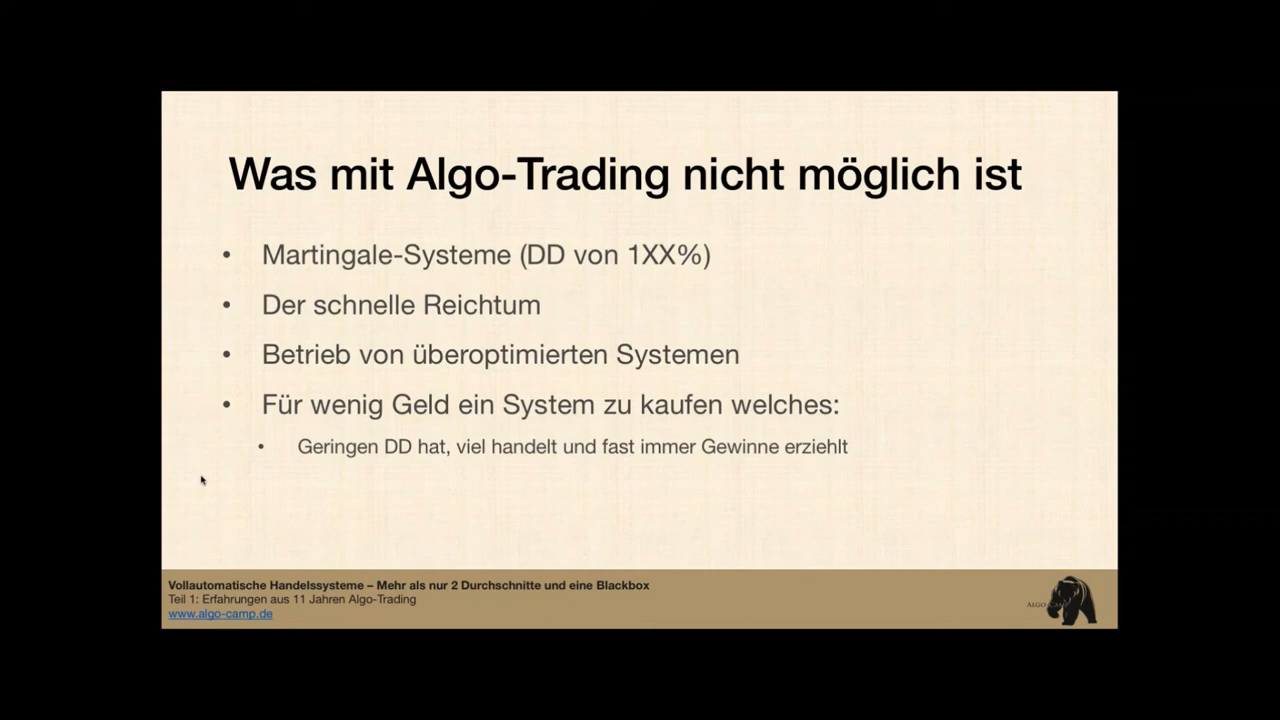 Was mit Algo-Trading nicht möglich ist
• Martingale-Systeme (DD von 1XX%)
• Der schnelle Reichtum
• Betrieb von überoptimierten Systemen
• Für wenig Geld ein System zu kaufen welches:
• Geringen DD hat, viel handelt und fast immer Gewinne erziehlt
Vollautomatische Handelssysteme – Mehr als nur 2 Durchschnitte und eine Blackbox
Teil 1: Erfahrungen aus 11 Jahren Algo-Trading
www.algo-camp.de
Algo-Camp